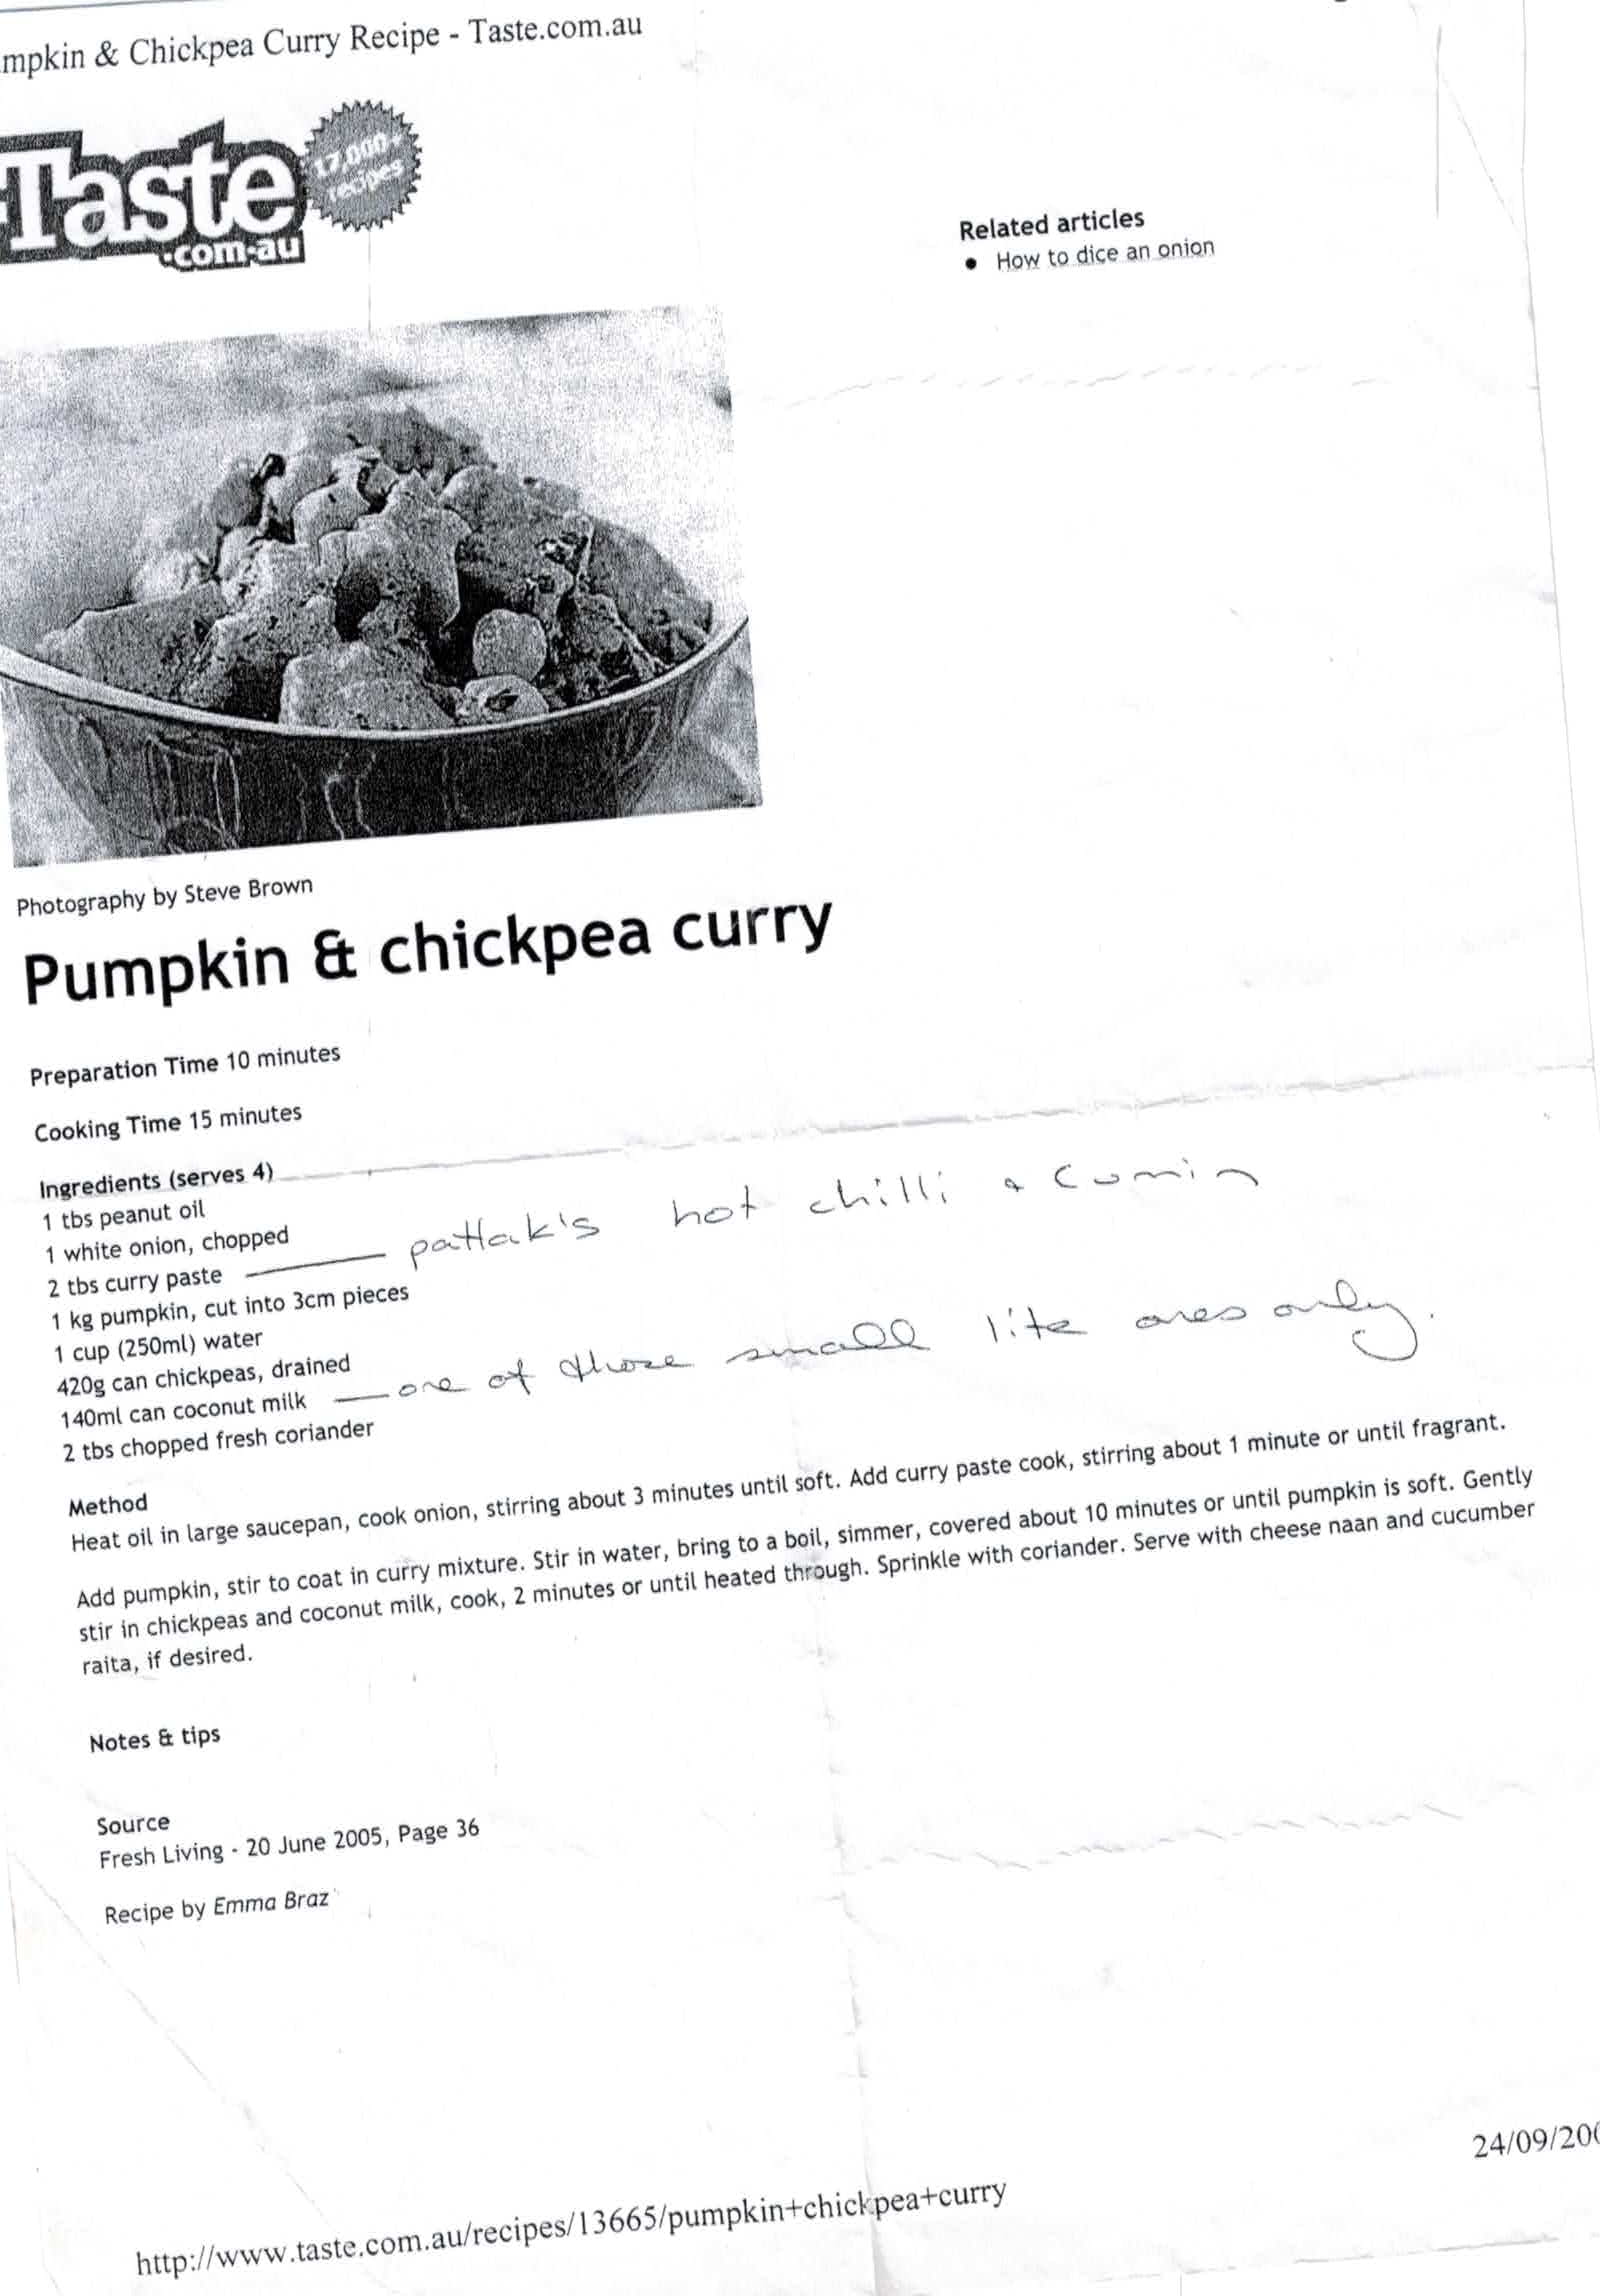 mpkin & Chickpea Curry Recipe - Taste.com.au
Taste
.com.au
17,000+
recipes
Related articles
• How to dice an onion
Photography by Steve Brown
Pumpkin & chickpea curry
Preparation Time 10 minutes
Cooking Time 15 minutes
Ingredients (serves 4)
1 tbs peanut oil
1 white onion, chopped
2 tbs curry paste — pattak's hot chilli & cumin
1 kg pumpkin, cut into 3cm pieces
1 cup (250ml) water
420g can chickpeas, drained
140ml can coconut milk — one of those small lite ones only.
2 tbs chopped fresh coriander
Method
Heat oil in large saucepan, cook onion, stirring about 3 minutes until soft. Add curry paste cook, stirring about 1 minute or until fragrant.
Add pumpkin, stir to coat in curry mixture. Stir in water, bring to a boil, simmer, covered about 10 minutes or until pumpkin is soft. Gently
stir in chickpeas and coconut milk, cook, 2 minutes or until heated through. Sprinkle with coriander. Serve with cheese naan and cucumber
raita, if desired.
Notes & tips
Source
Fresh Living - 20 June 2005, Page 36
Recipe by Emma Braz
http://www.taste.com.au/recipes/13665/pumpkin+chickpea+curry
24/09/200